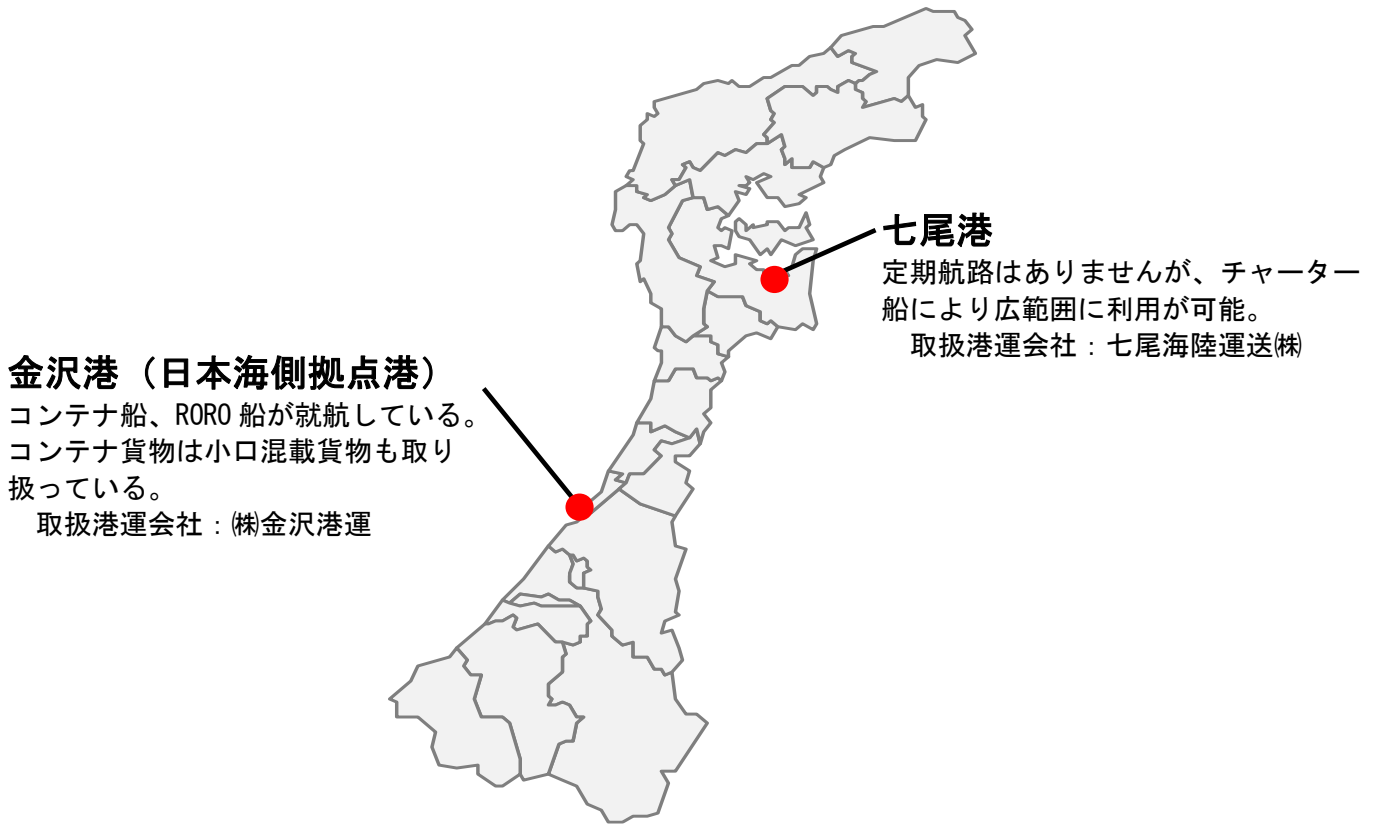 七尾港
定期航路はありませんが、チャーター
船により広範囲に利用が可能。
取扱港運会社：七尾海陸運送㈱
金沢港（日本海側拠点港）
コンテナ船、RORO 船が就航している。
コンテナ貨物は小口混載貨物も取り
扱っている。
取扱港運会社：㈱金沢港運